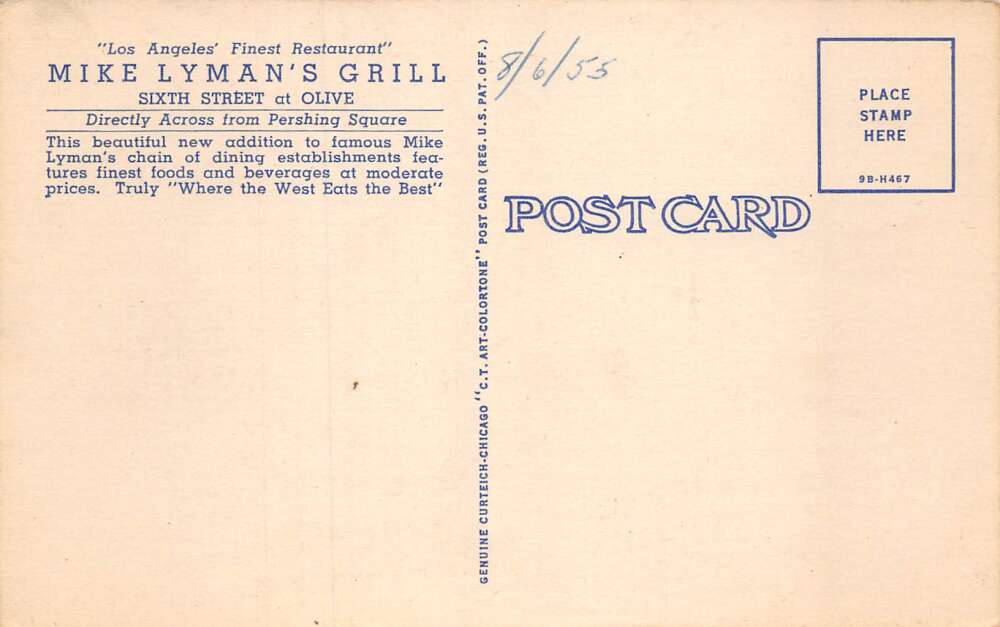 "Los Angeles' Finest Restaurant"
MIKE LYMAN'S GRILL
SIXTH STREET at OLIVE
Directly Across from Pershing Square
This beautiful new addition to famous Mike
Lyman's chain of dining establishments fea-
tures finest foods and beverages at moderate
prices. Truly "Where the West Eats the Best"
GENUINE CURTEICH-CHICAGO "C.T. ART-COLORTONE" POST CARD (REG. U.S. PAT. OFF.)
8/6/55
POST CARD
PLACE
STAMP
HERE
9B-H467